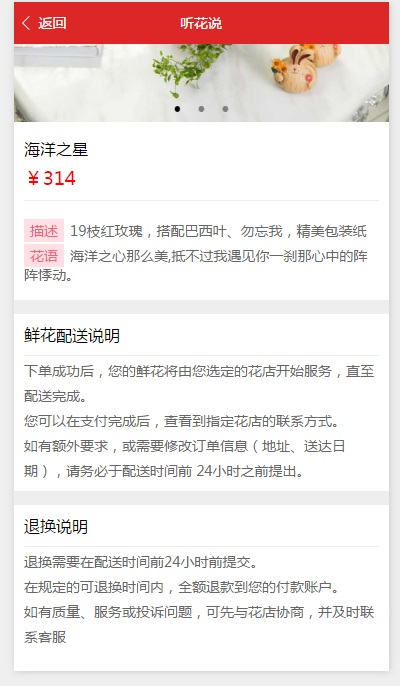 返回
听花说
海洋之星
￥314
描述 19枝红玫瑰，搭配巴西叶、勿忘我，精美包装纸
花语 海洋之心那么美,抵不过我遇见你一刹那心中的阵
阵悸动。
鲜花配送说明
下单成功后，您的鲜花将由您选定的花店开始服务，直至
配送完成。
您可以在支付完成后，查看到指定花店的联系方式。
如有额外要求，或需要修改订单信息（地址、送达日
期），请务必于配送时间前 24小时之前提出。
退换说明
退换需要在配送时间前24小时前提交。
在规定的可退换时间内，全额退款到您的付款账户。
如有质量、服务或投诉问题，可先与花店协商，并及时联
系客服